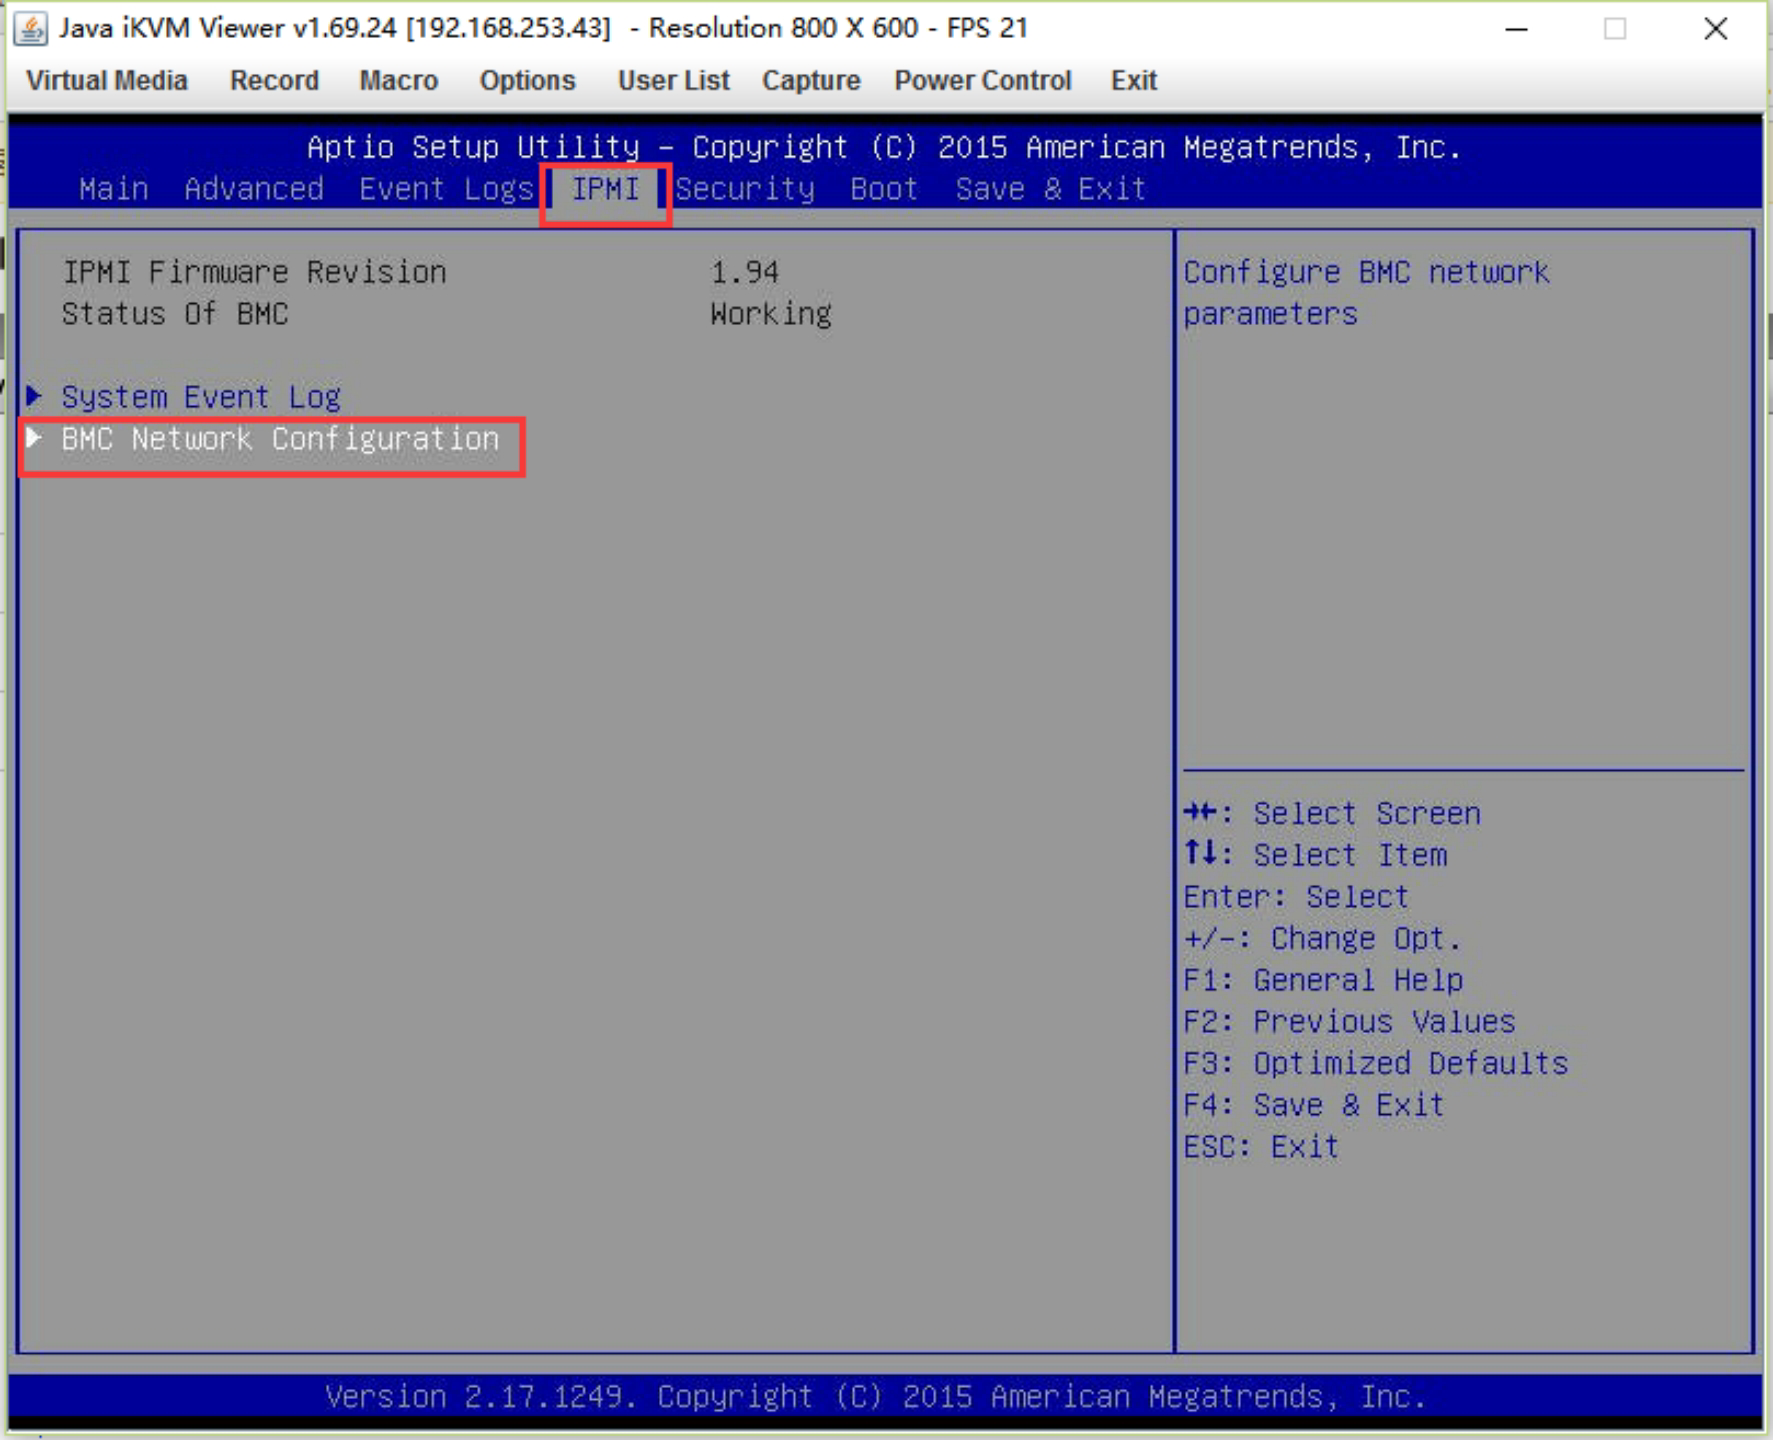 Java iKVM Viewer v1.69.24 [192.168.253.43] - Resolution 800 X 600 - FPS 21
Virtual Media Record Macro Options User List Capture Power Control Exit
Aptio Setup Utility – Copyright (C) 2015 American Megatrends, Inc.
Main Advanced Event Logs IPMI Security Boot Save & Exit
IPMI Firmware Revision 1.94
Status Of BMC Working
System Event Log
BMC Network Configuration
Configure BMC network
parameters
→←: Select Screen
↑↓: Select Item
Enter: Select
+/-: Change Opt.
F1: General Help
F2: Previous Values
F3: Optimized Defaults
F4: Save & Exit
ESC: Exit
Version 2.17.1249. Copyright (C) 2015 American Megatrends, Inc.